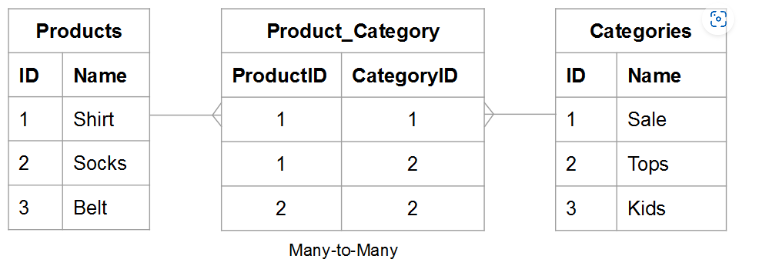 Products Product_Category Categories
ID Name ProductID CategoryID ID Name
1 Shirt 1 1 1 Sale
2 Socks 1 2 2 Tops
3 Belt 2 2 3 Kids
Many-to-Many